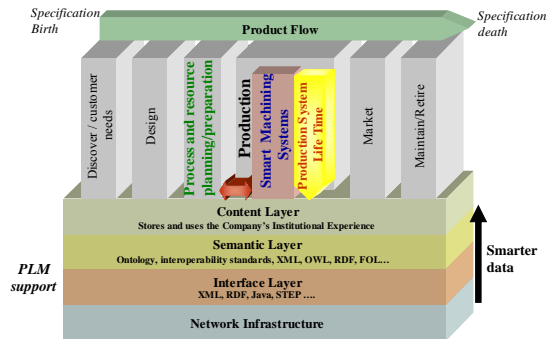 Specification
Birth
Specification
death
Product Flow
Discover / customer
needs
Design
Process and resource
planning/preparation
Production
Smart Machining
Systems
Production System
Life Time
Market
Maintain/Retire
Content Layer
Stores and uses the Company's Institutional Experience
Semantic Layer
Ontology, interoperability standards, XML, OWL, RDF, FOL…
Interface Layer
XML, RDF, Java, STEP ….
Network Infrastructure
PLM
support
Smarter
data